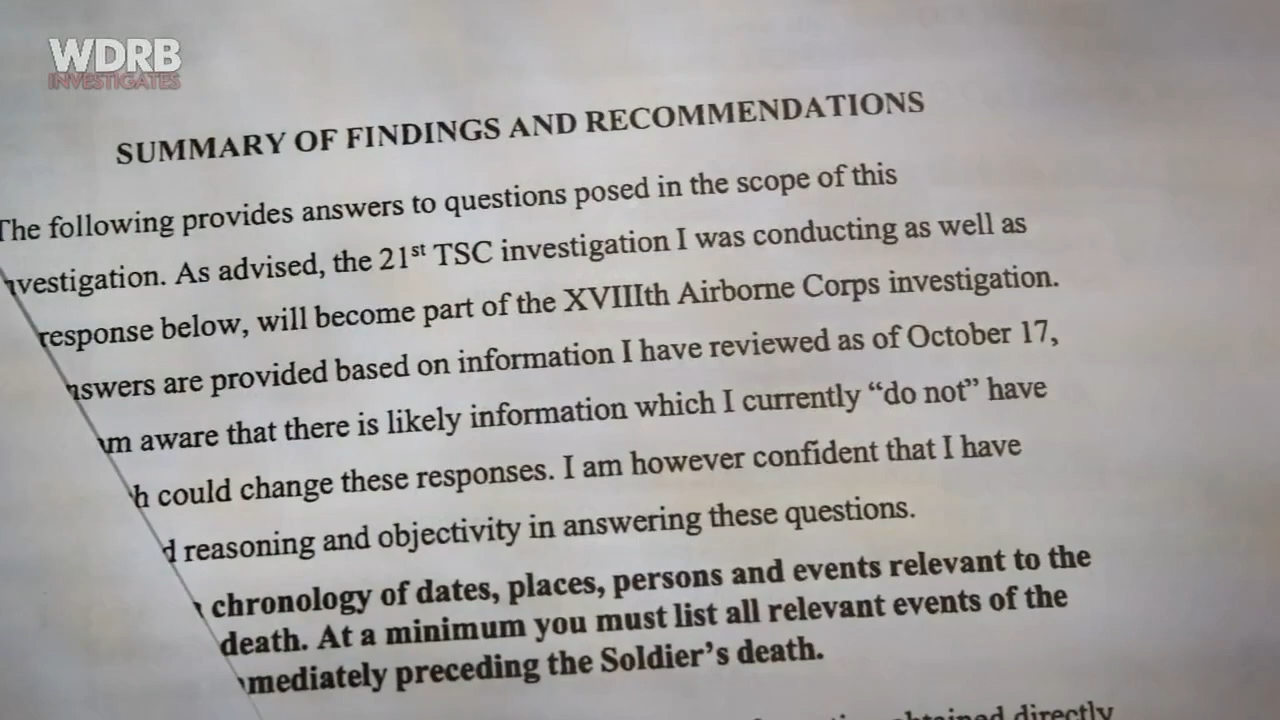 WDRB
INVESTIGATES
SUMMARY OF FINDINGS AND RECOMMENDATIONS
The following provides answers to questions posed in the scope of this
nvestigation. As advised, the 21st TSC investigation I was conducting as well as
response below, will become part of the XVIIIth Airborne Corps investigation.
nswers are provided based on information I have reviewed as of October 17,
m aware that there is likely information which I currently “do not” have
h could change these responses. I am however confident that I have
d reasoning and objectivity in answering these questions.
chronology of dates, places, persons and events relevant to the
death. At a minimum you must list all relevant events of the
mediately preceding the Soldier’s death.
obtained directly